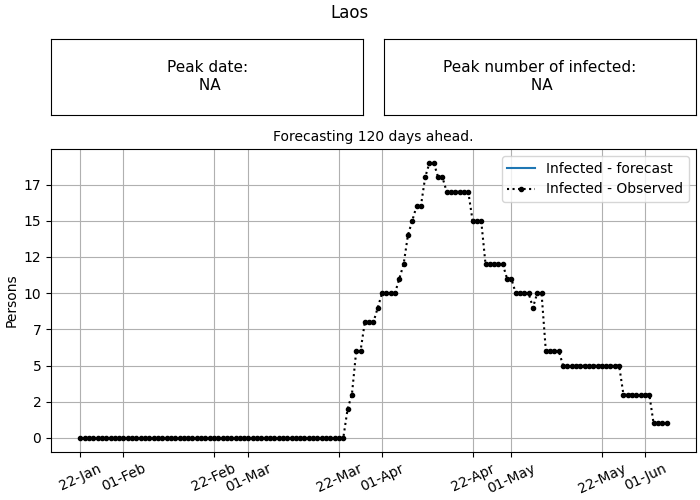 Laos
Peak date:
NA
Peak number of infected:
NA
Forecasting 120 days ahead.
Infected - forecast
Infected - Observed
Persons
17
15
12
10
7
5
2
0
22-Jan
01-Feb
22-Feb
01-Mar
22-Mar
01-Apr
22-Apr
01-May
22-May
01-Jun